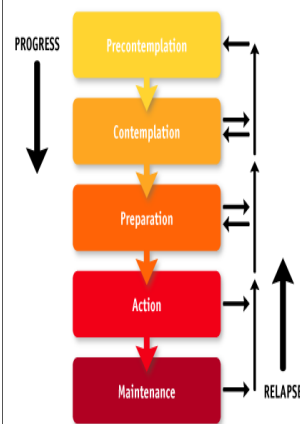 PROGRESS
Precontemplation
Contemplation
Preparation
Action
Maintenance
RELAPSE